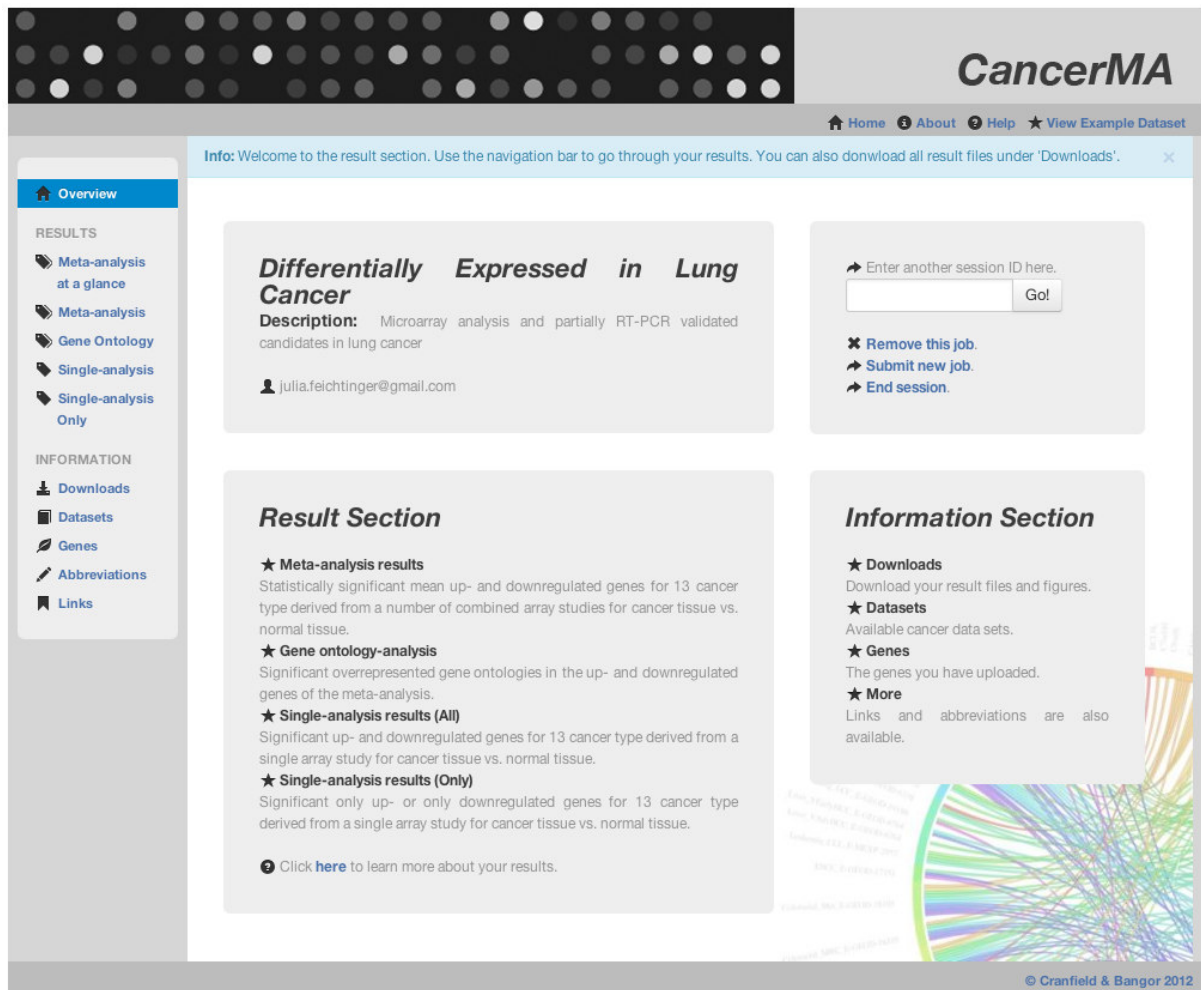 CancerMA
Home About Help View Example Dataset
Info: Welcome to the result section. Use the navigation bar to go through your results. You can also donwload all result files under 'Downloads'. ×
Overview
RESULTS
Meta-analysis
at a glance
Meta-analysis
Gene Ontology
Single-analysis
Single-analysis
Only
INFORMATION
Downloads
Datasets
Genes
Abbreviations
Links
Differentially Expressed in Lung
Cancer
Description: Microarray analysis and partially RT-PCR validated
candidates in lung cancer
julia.feichtinger@gmail.com
Enter another session ID here.
Go!
Remove this job.
Submit new job.
End session.
Result Section
Meta-analysis results
Statistically significant mean up- and downregulated genes for 13 cancer
type derived from a number of combined array studies for cancer tissue vs.
normal tissue.
Gene ontology-analysis
Significant overrepresented gene ontologies in the up- and downregulated
genes of the meta-analysis.
Single-analysis results (All)
Significant up- and downregulated genes for 13 cancer type derived from a
single array study for cancer tissue vs. normal tissue.
Single-analysis results (Only)
Significant only up- or only downregulated genes for 13 cancer type
derived from a single array study for cancer tissue vs. normal tissue.
Click here to learn more about your results.
Information Section
Downloads
Download your result files and figures.
Datasets
Available cancer data sets.
Genes
The genes you have uploaded.
More
Links and abbreviations are also
available.
© Cranfield & Bangor 2012